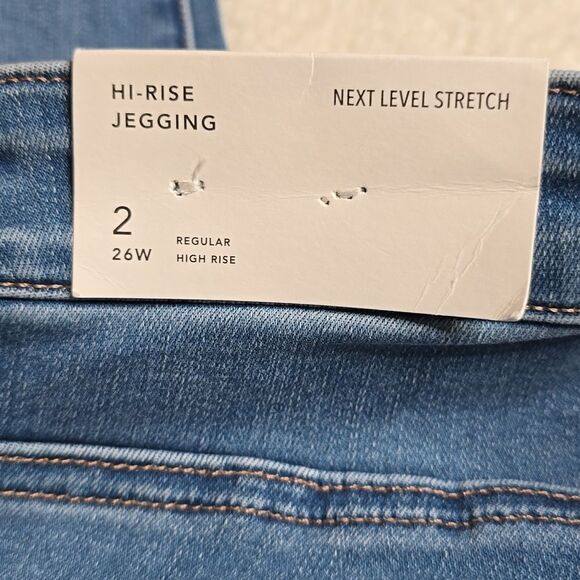 HI-RISE
JEGGING
NEXT LEVEL STRETCH
2
26W
REGULAR
HIGH RISE